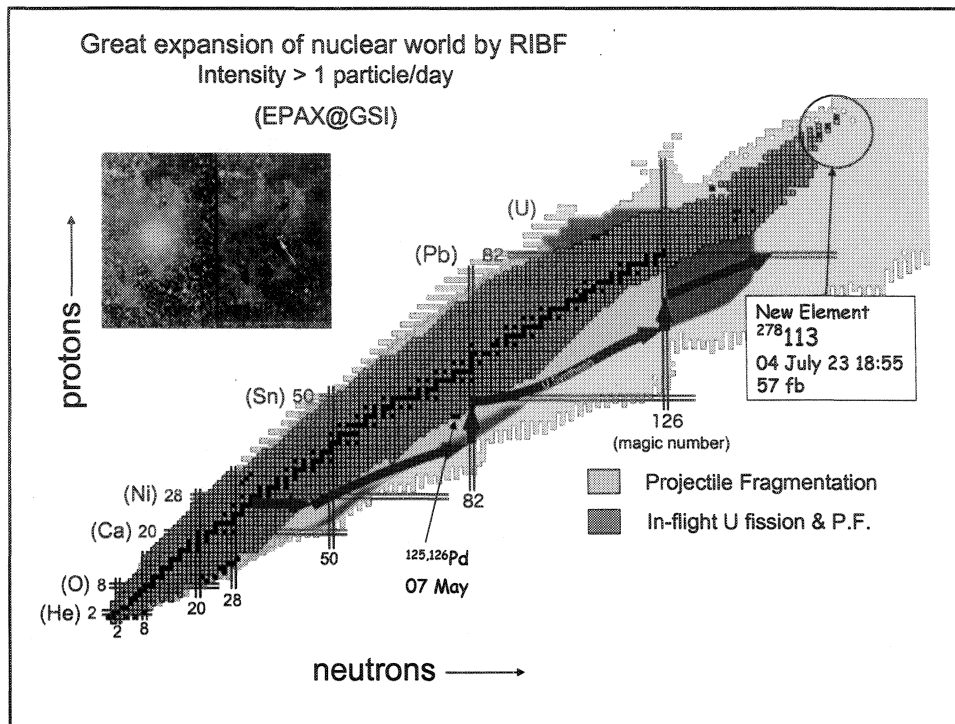 Great expansion of nuclear world by RIBF
Intensity > 1 particle/day
(EPAX@GSI)
protons
(U)
(Pb) 82
(Sn) 50
(Ni) 28
(Ca) 20
(O) 8
(He) 2
2
8
20
28
50
82
126
(magic number)
New Element
²⁷⁸113
04 July 23 18:55
57 fb
¹²⁵,¹²⁶Pd
07 May
Projectile Fragmentation
In-flight U fission & P.F.
neutrons